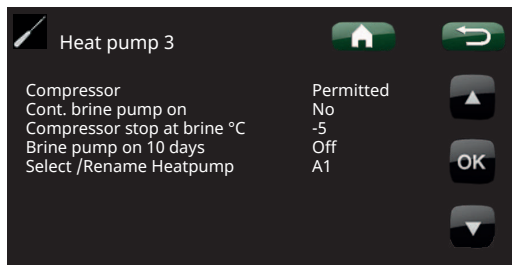 Heat pump 3
Compressor Permitted
Cont. brine pump on No
Compressor stop at brine °C -5
Brine pump on 10 days Off
Select /Rename Heatpump A1
OK